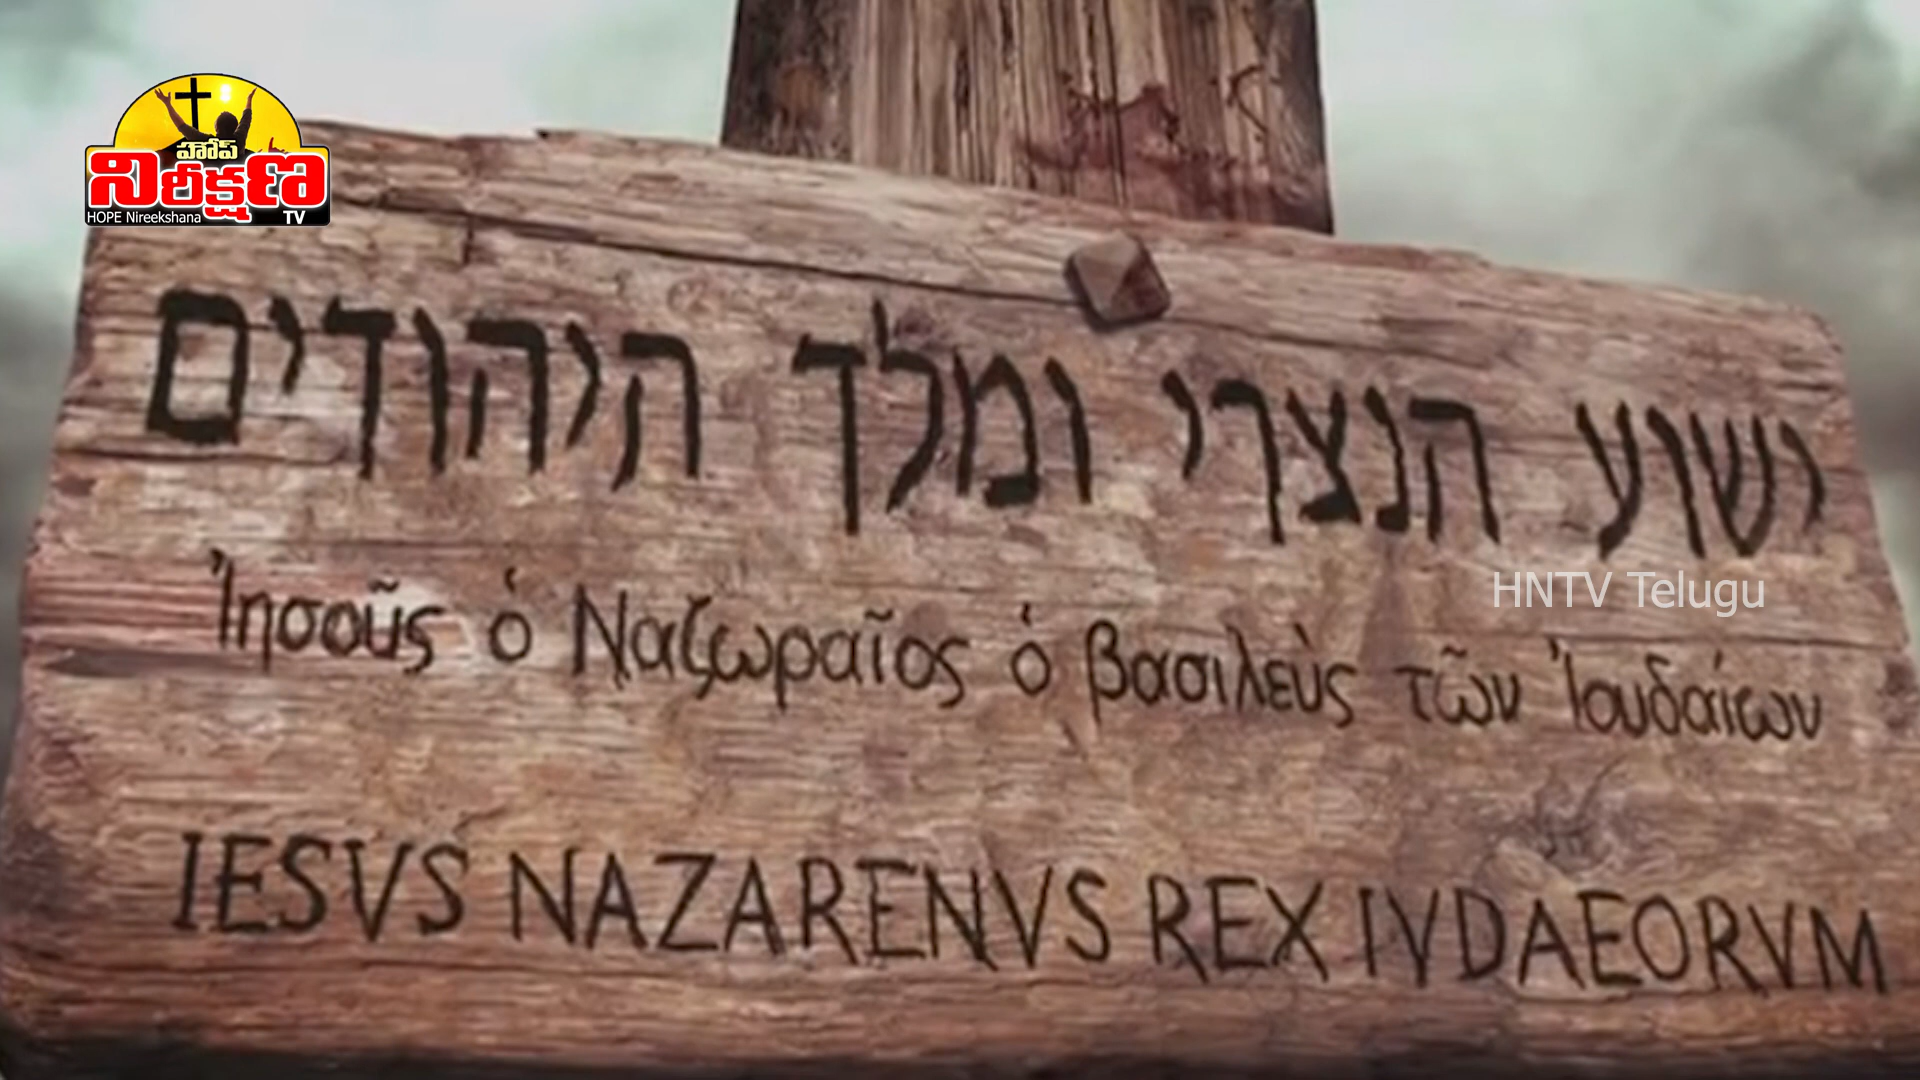 హోప్
నిరీక్షణ
HOPE Nireekshana TV
ישוע הנצרי ומלך היהודים
HNTV Telugu
Ἰησοῦς ὁ Ναζωραῖος ὁ βασιλεὺς τῶν Ἰουδαίων
IESVS NAZARENVS REX IVDAEORVM